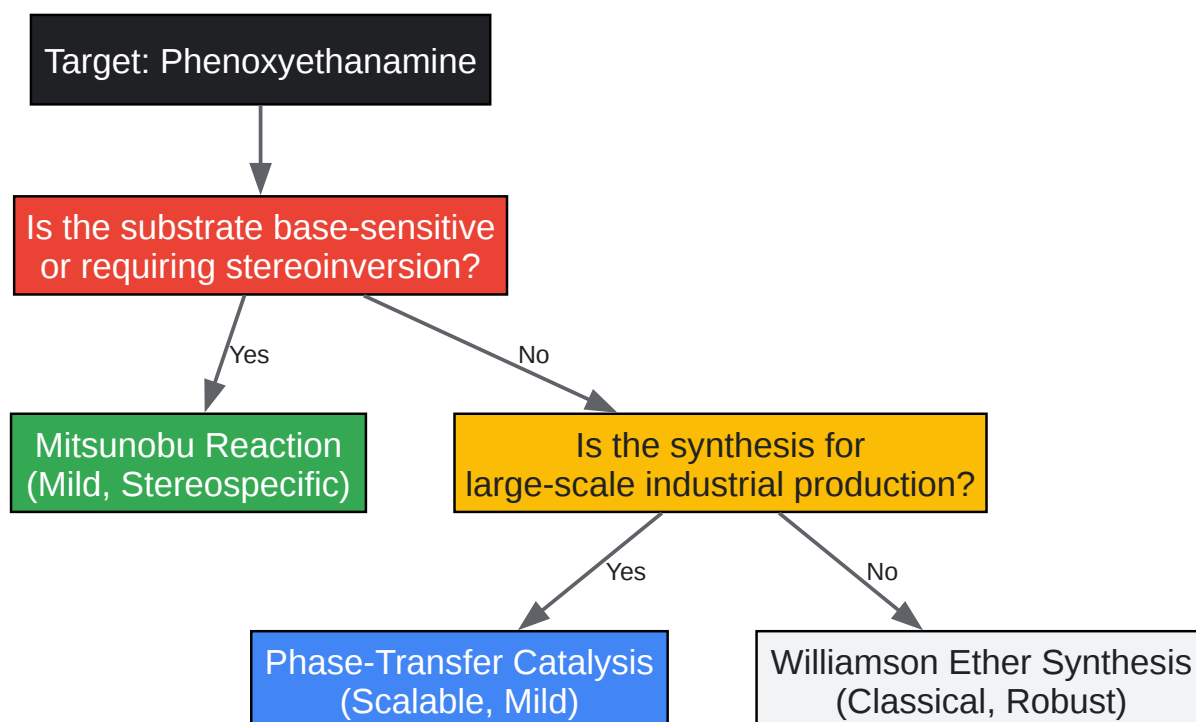 Target: Phenoxyethanamine
Is the substrate base-sensitive
or requiring stereoinversion?
Yes
No
Mitsunobu Reaction
(Mild, Stereospecific)
Is the synthesis for
large-scale industrial production?
Yes
No
Phase-Transfer Catalysis
(Scalable, Mild)
Williamson Ether Synthesis
(Classical, Robust)